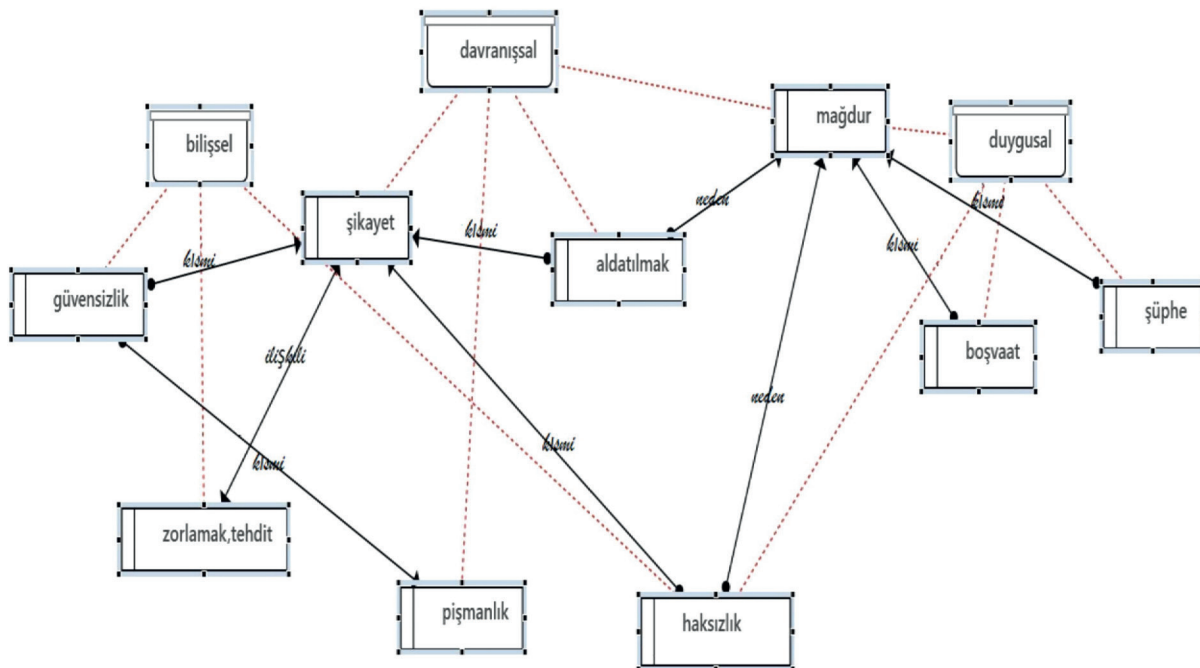 davranışsal
mağdur
bilişsel
duygusal
neden
kısmi
şikayet
kısmi
kısmi
kısmi
aldatılmak
güvensizlik
şüphe
boşvaat
ilişkili
neden
kısmi
kısmi
zorlamak,tehdit
pişmanlık
haksızlık